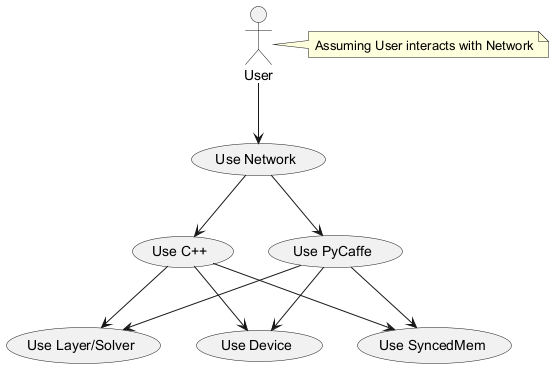 Assuming User interacts with Network
User
Use Network
Use C++
Use PyCaffe
Use Layer/Solver
Use Device
Use SyncedMem